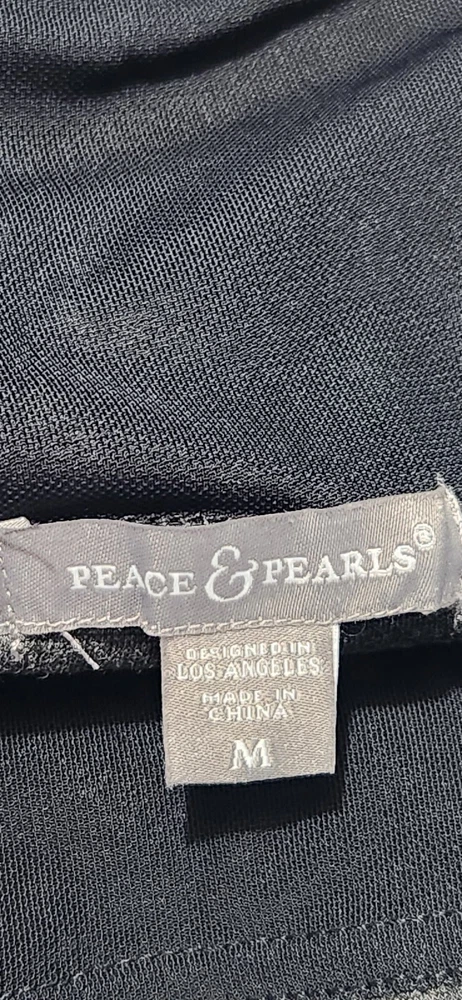 PEACE & PEARLS®
DESIGNED IN
LOS ANGELES
MADE IN
CHINA
M